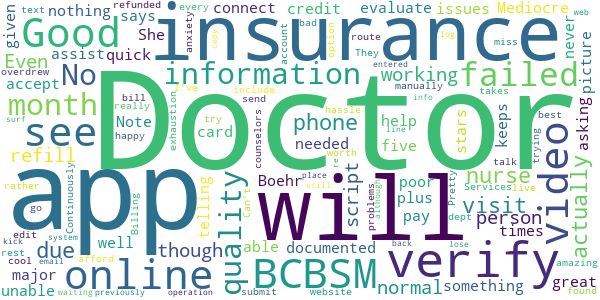 text nothing connect credit evaluate issues Mediocre refunded every bad web
says given miss log
Good She quick assist option
insurance
Even anxiety account route never picture
No information working failed
accept copy They entered manually
month Doctor
Note bill send include takes info
see card phone help asking
really try hassle line best
happy needed five stars keeps trying
refill counselors
exhaustion I've video
app will nurse actually
surf telling script Boehr place worth poor talk
rather still plus visit Pretty Services live
Continuously quality problems although
go Billing Can't pay person dept
due well though able documented times verify
edit online
kick system email afford BCBSM back lose
cool rest major normal great amazing
unable something
waiting previously operation submit website are found